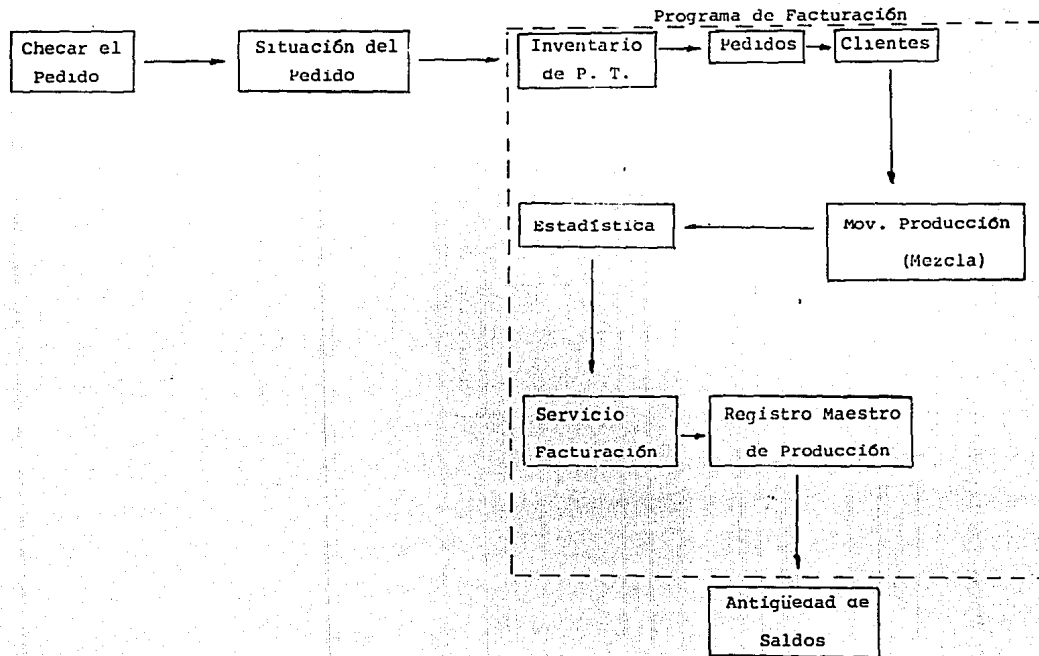 Programa de Facturación
Checar el
Pedido
Situación del
Pedido
Inventario
de P. T.
Pedidos
Clientes
Mov. Producción
(Mezcla)
Estadística
Servicio
Facturación
Registro Maestro
de Producción
Antigüedad de
Saldos